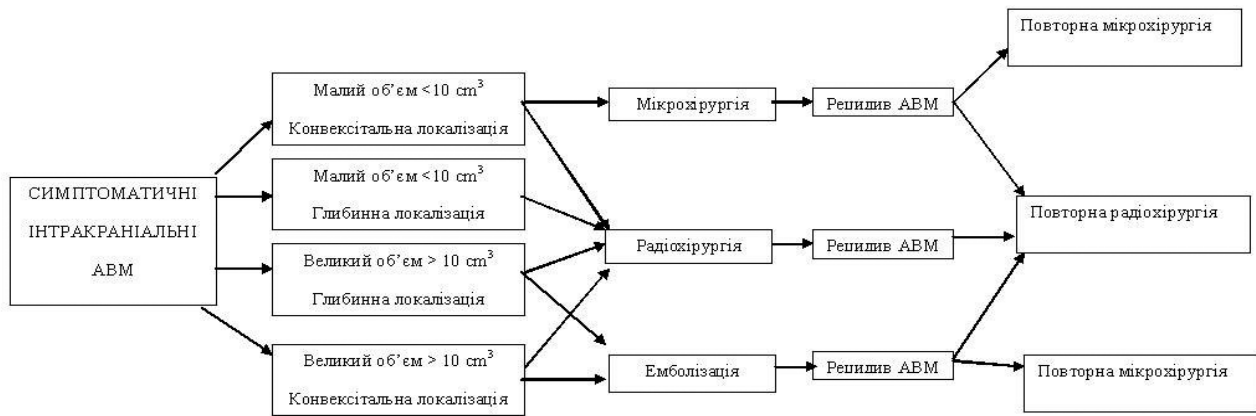 СИМПТОМАТИЧНІ
ІНТРАКРАНІАЛЬНІ
АВМ
Малий об’єм <10 cm³
Конвекситальна локалізація
Малий об’єм <10 cm³
Глибинна локалізація
Великий об’єм > 10 cm³
Глибинна локалізація
Великий об’єм > 10 cm³
Конвекситальна локалізація
Мікрохірургія
Радіохірургія
Емболізація
Рецидив АВМ
Рецидив АВМ
Рецидив АВМ
Повторна мікрохірургія
Повторна радіохірургія
Повторна мікрохірургія